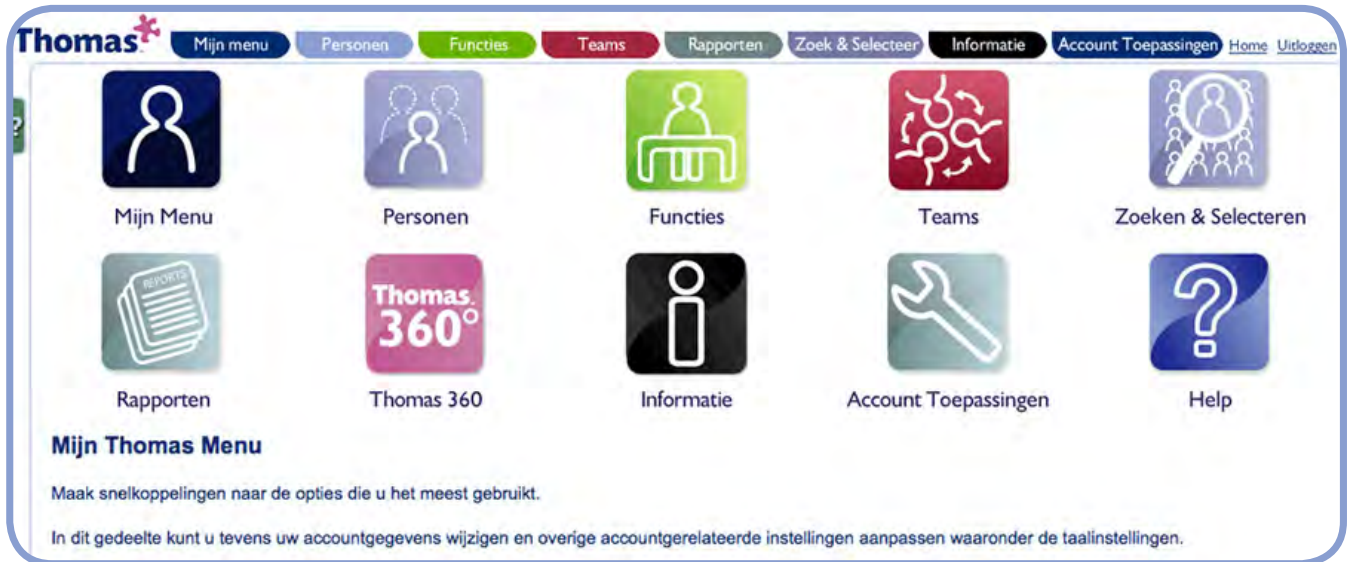 Thomas. Mijn menu Personen Functies Teams Rapporten Zoek & Selecteer Informatie Account Toepassingen Home Uitloggen
?
Mijn Menu Personen Functies Teams Zoeken & Selecteren
REPORTS Thomas. 360°
Rapporten Thomas 360 Informatie Account Toepassingen Help
Mijn Thomas Menu
Maak snelkoppelingen naar de opties die u het meest gebruikt.
In dit gedeelte kunt u tevens uw accountgegevens wijzigen en overige accountgerelateerde instellingen aanpassen waaronder de taalinstellingen.